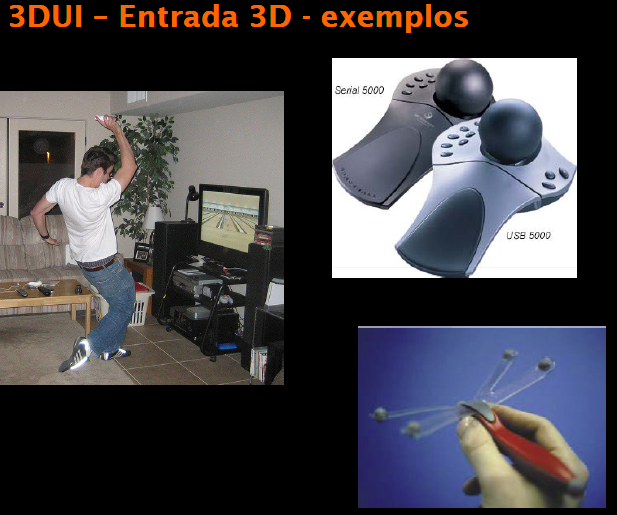 3DUI – Entrada 3D - exemplos
Serial 5000
USB 5000